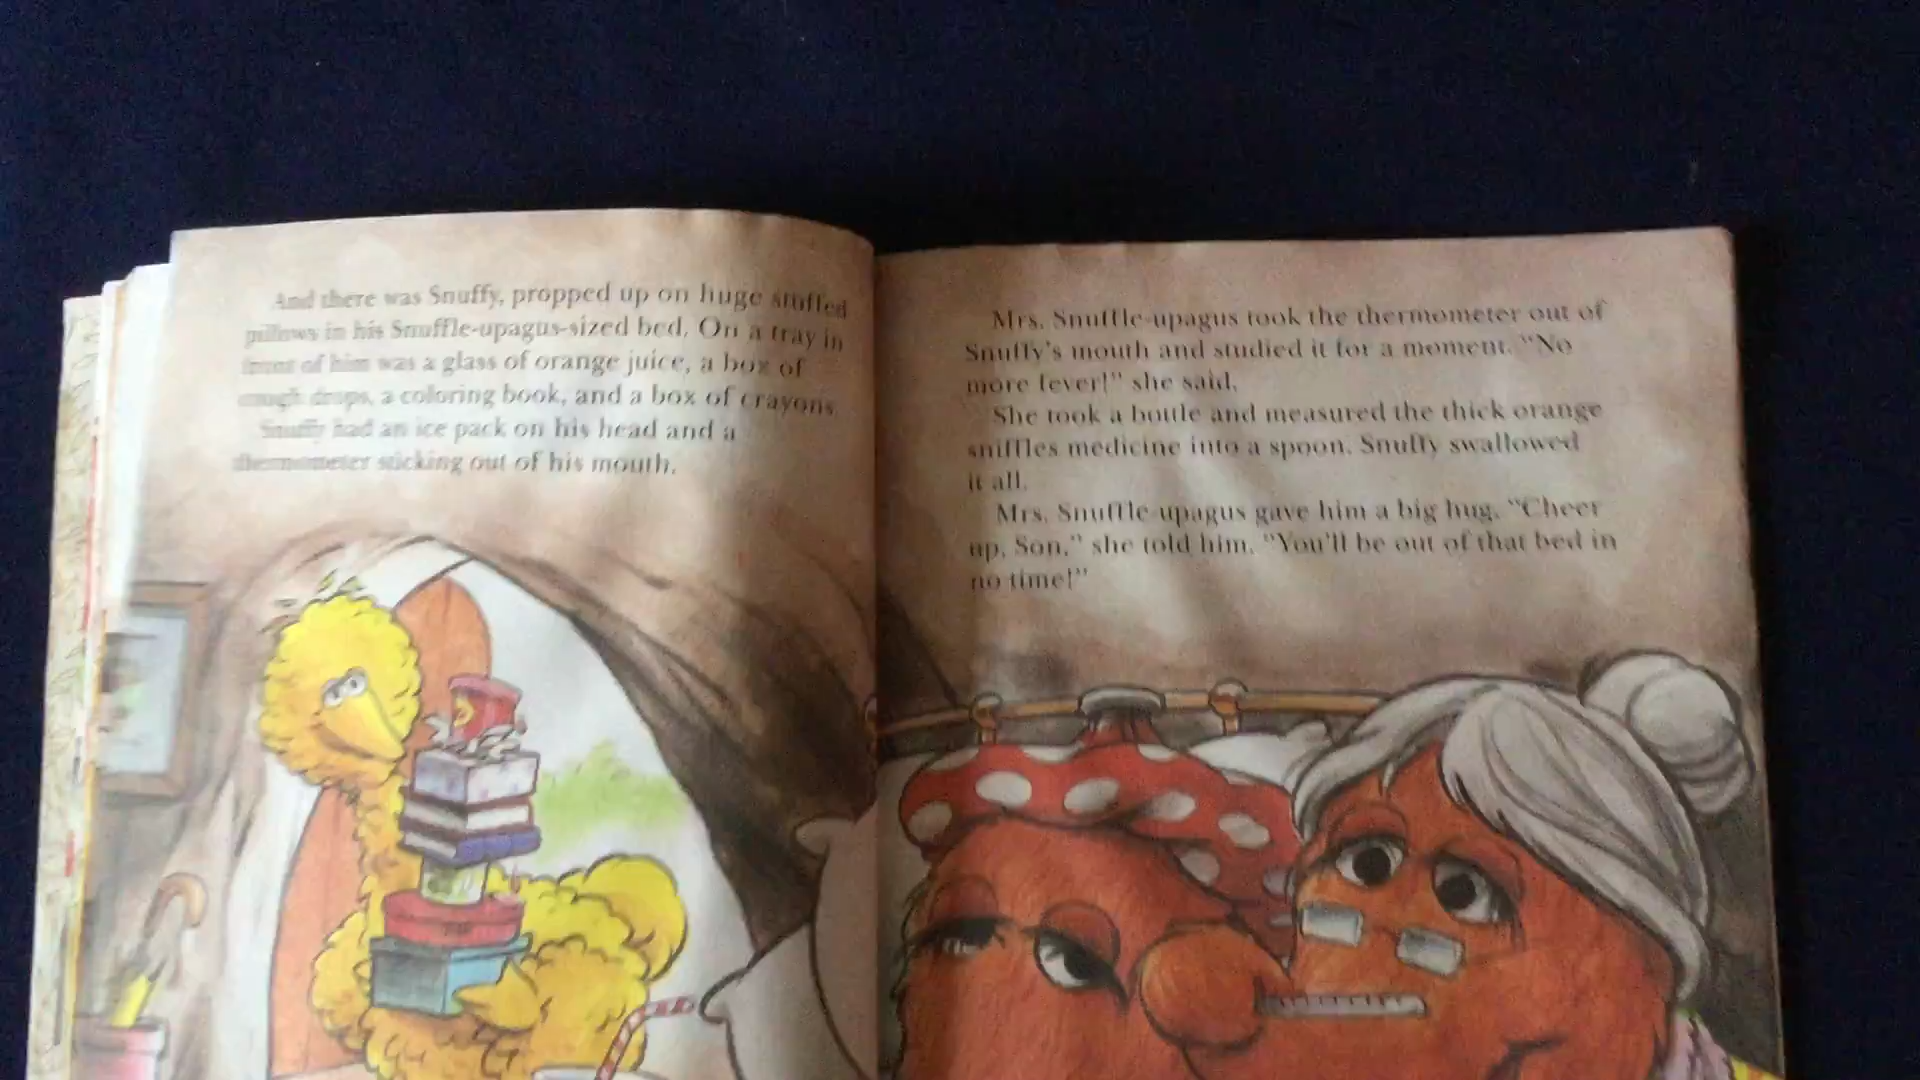 And there was Snuffy, propped up on huge stuffed
pillows in his Snuffle-upagus-sized bed. On a tray in
front of him was a glass of orange juice, a box of
cough drops, a coloring book, and a box of crayons.
Snuffy had an ice pack on his head and a
thermometer sticking out of his mouth.
Mrs. Snuffle-upagus took the thermometer out of
Snuffy's mouth and studied it for a moment. "No
more fever!" she said.
She took a bottle and measured the thick orange
sniffles medicine into a spoon. Snuffy swallowed
it all.
Mrs. Snuffle-upagus gave him a big hug. "Cheer
up, Son," she told him. "You'll be out of that bed in
no time!"